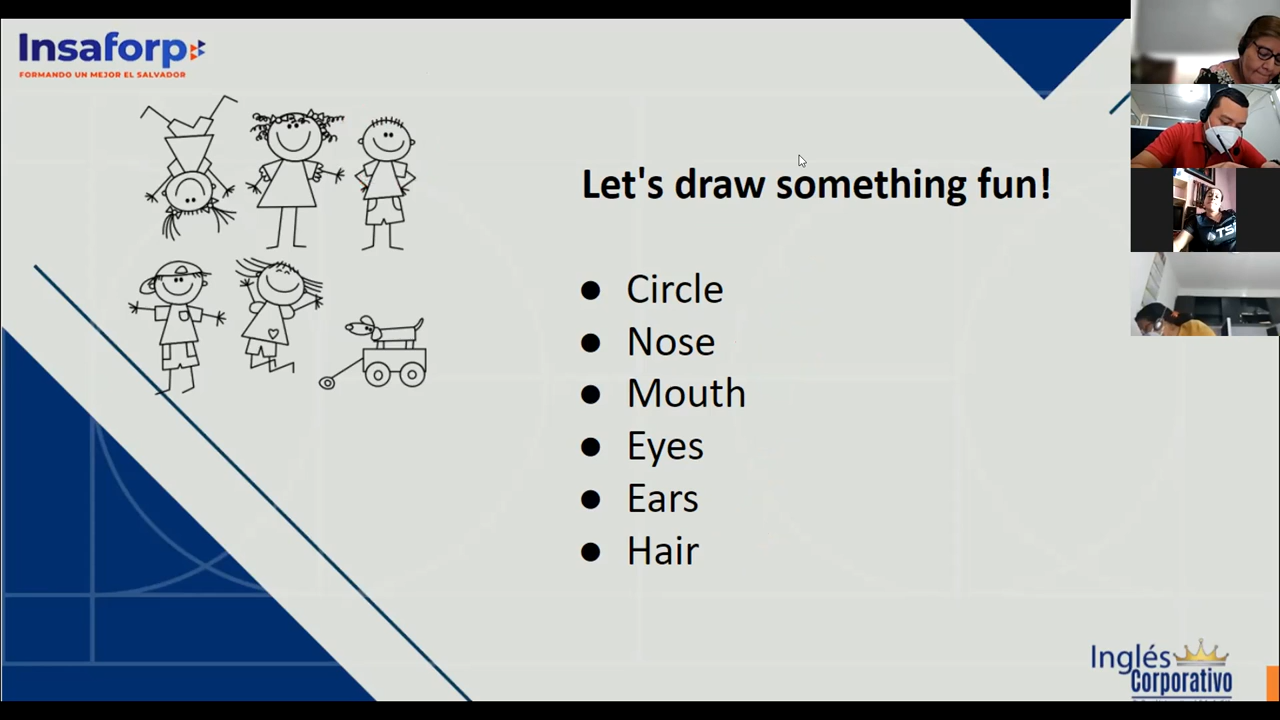 Insaforp
FORMANDO UN MEJOR EL SALVADOR
Let's draw something fun!
● Circle
● Nose
● Mouth
● Eyes
● Ears
● Hair
Inglés
Corporativo